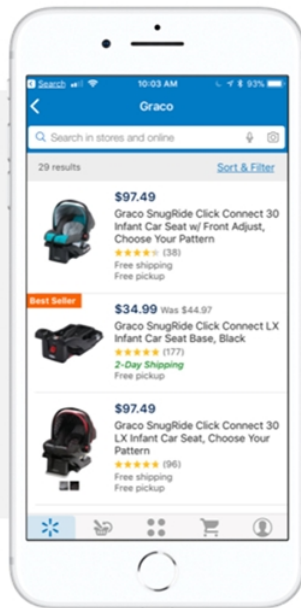 Search
10:03 AM
93%
Graco
Search in stores and online
29 results
Sort & Filter
$97.49
Graco SnugRide Click Connect 30
Infant Car Seat w/ Front Adjust,
Choose Your Pattern
(38)
Free shipping
Free pickup
Best Seller
$34.99 Was $44.97
Graco SnugRide Click Connect LX
Infant Car Seat Base, Black
(177)
2-Day Shipping
Free pickup
$97.49
Graco SnugRide Click Connect 30
LX Infant Car Seat, Choose Your
Pattern
(96)
Free shipping
Free pickup